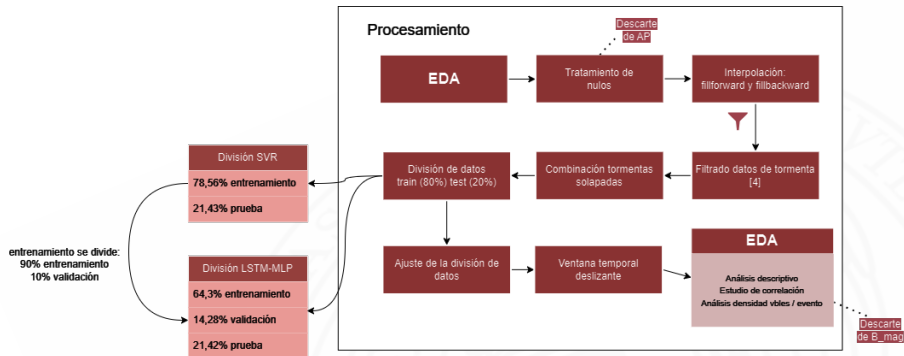 Procesamiento
Descarte
de AP
EDA
Tratamiento de
nulos
Interpolación:
fillforward y fillbackward
División SVR
78,56% entrenamiento
21,43% prueba
División de datos
train (80%) test (20%)
Combinación tormentas
solapadas
Filtrado datos de tormenta
[4]
entrenamiento se divide:
90% entrenamiento
10% validación
División LSTM-MLP
64,3% entrenamiento
14,28% validación
21,42% prueba
Ajuste de la división de
datos
Ventana temporal
deslizante
EDA
Análisis descriptivo
Estudio de correlación
Análisis densidad vbles / evento
Descarte
de B_mag